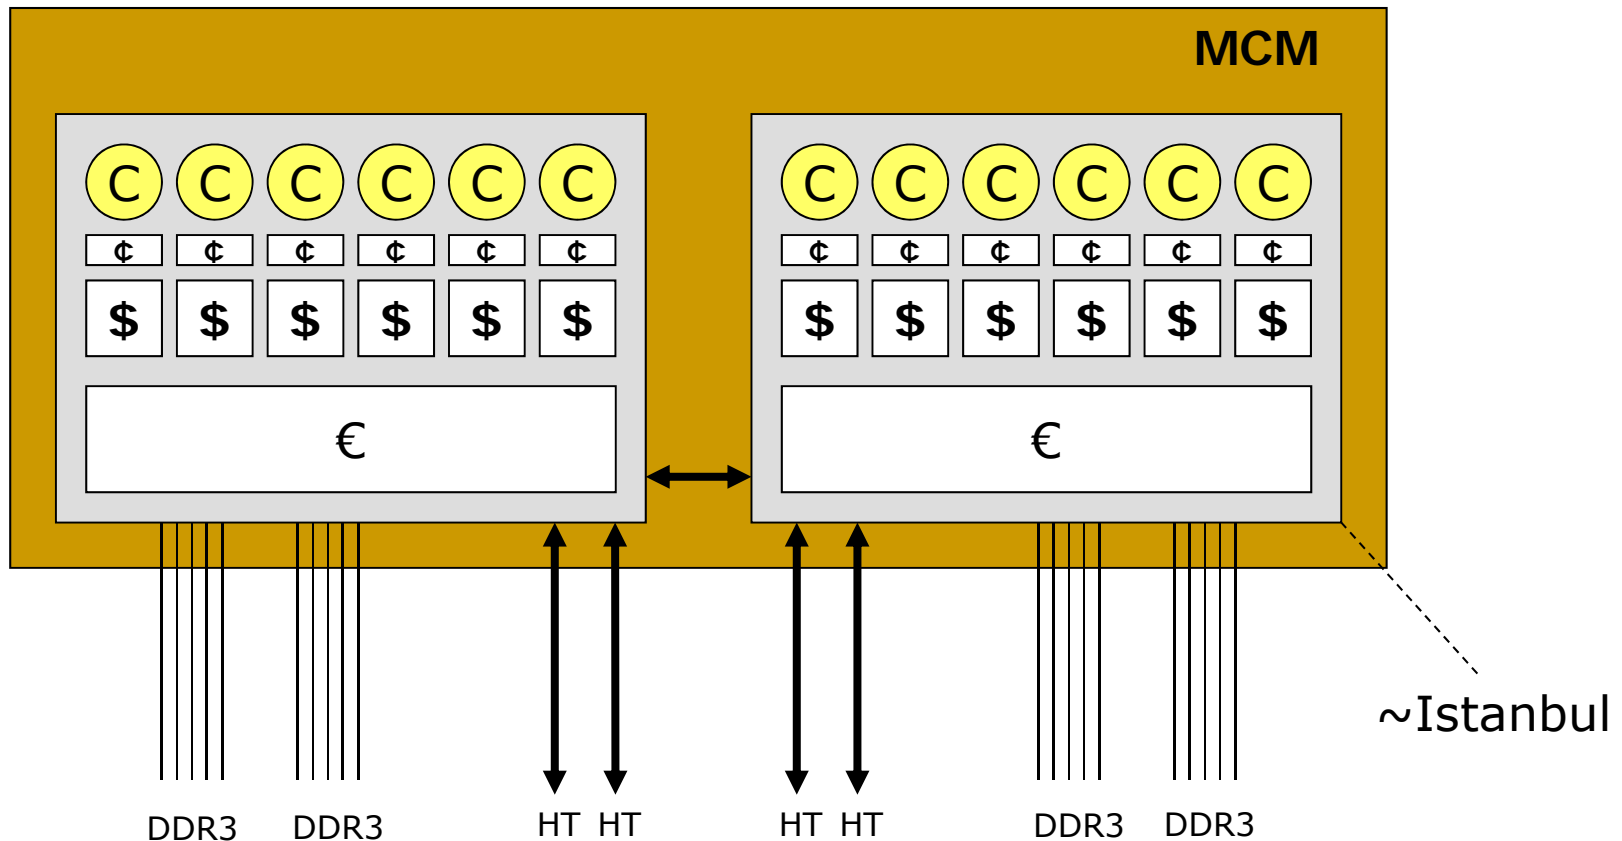 MCM
C C C C C C C C C C C C
¢ ¢ ¢ ¢ ¢ ¢ ¢ ¢ ¢ ¢ ¢ ¢
$ $ $ $ $ $ $ $ $ $ $ $
€ €
~Istanbul
DDR3 DDR3 HT HT HT HT DDR3 DDR3